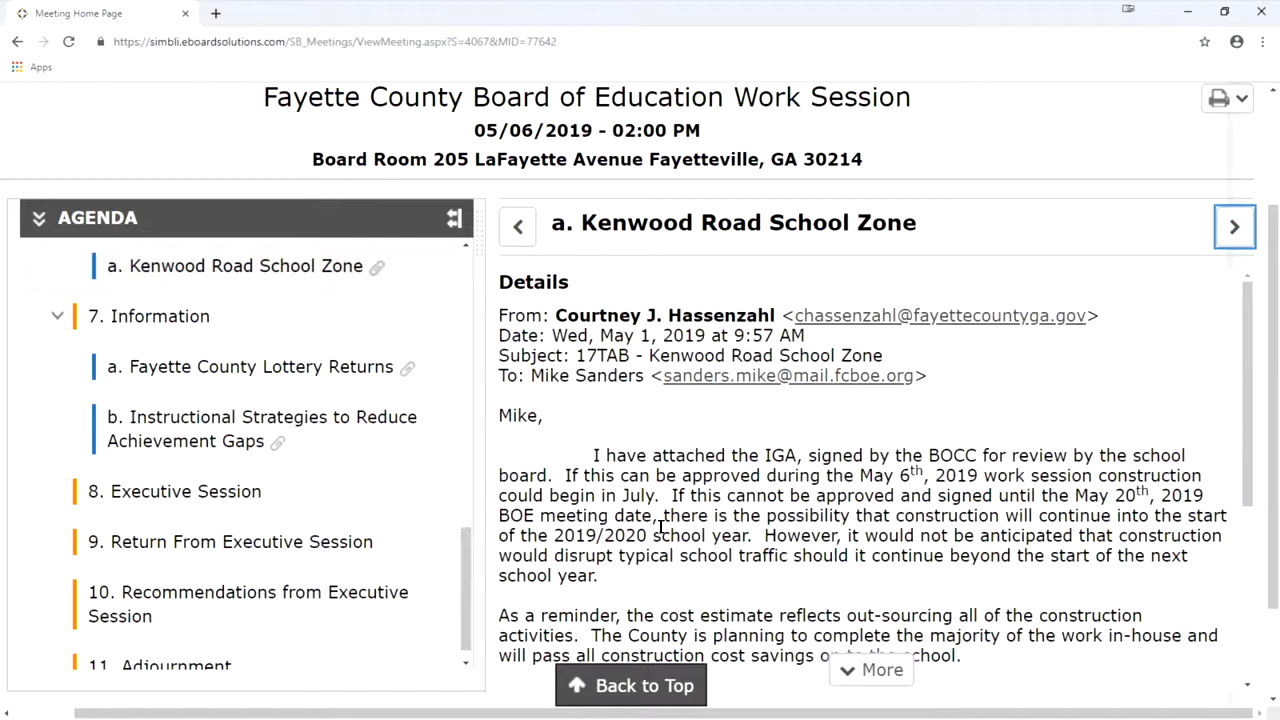 Meeting Home Page
https://simbli.eboardsolutions.com/SB_Meetings/ViewMeeting.aspx?S=4067&MID=77642
Apps
Fayette County Board of Education Work Session
05/06/2019 - 02:00 PM
Board Room 205 LaFayette Avenue Fayetteville, GA 30214
AGENDA
a. Kenwood Road School Zone
7. Information
a. Fayette County Lottery Returns
b. Instructional Strategies to Reduce
Achievement Gaps
8. Executive Session
9. Return From Executive Session
10. Recommendations from Executive
Session
11. Adjournment
a. Kenwood Road School Zone
Details
From: Courtney J. Hassenzahl <chassenzahl@fayettecountyga.gov>
Date: Wed, May 1, 2019 at 9:57 AM
Subject: 17TAB - Kenwood Road School Zone
To: Mike Sanders <sanders.mike@mail.fcboe.org>
Mike,
I have attached the IGA, signed by the BOCC for review by the school
board. If this can be approved during the May 6th, 2019 work session construction
could begin in July. If this cannot be approved and signed until the May 20th, 2019
BOE meeting date, there is the possibility that construction will continue into the start
of the 2019/2020 school year. However, it would not be anticipated that construction
would disrupt typical school traffic should it continue beyond the start of the next
school year.
As a reminder, the cost estimate reflects out-sourcing all of the construction
activities. The County is planning to complete the majority of the work in-house and
will pass all construction cost savings on to the school.
More
Back to Top